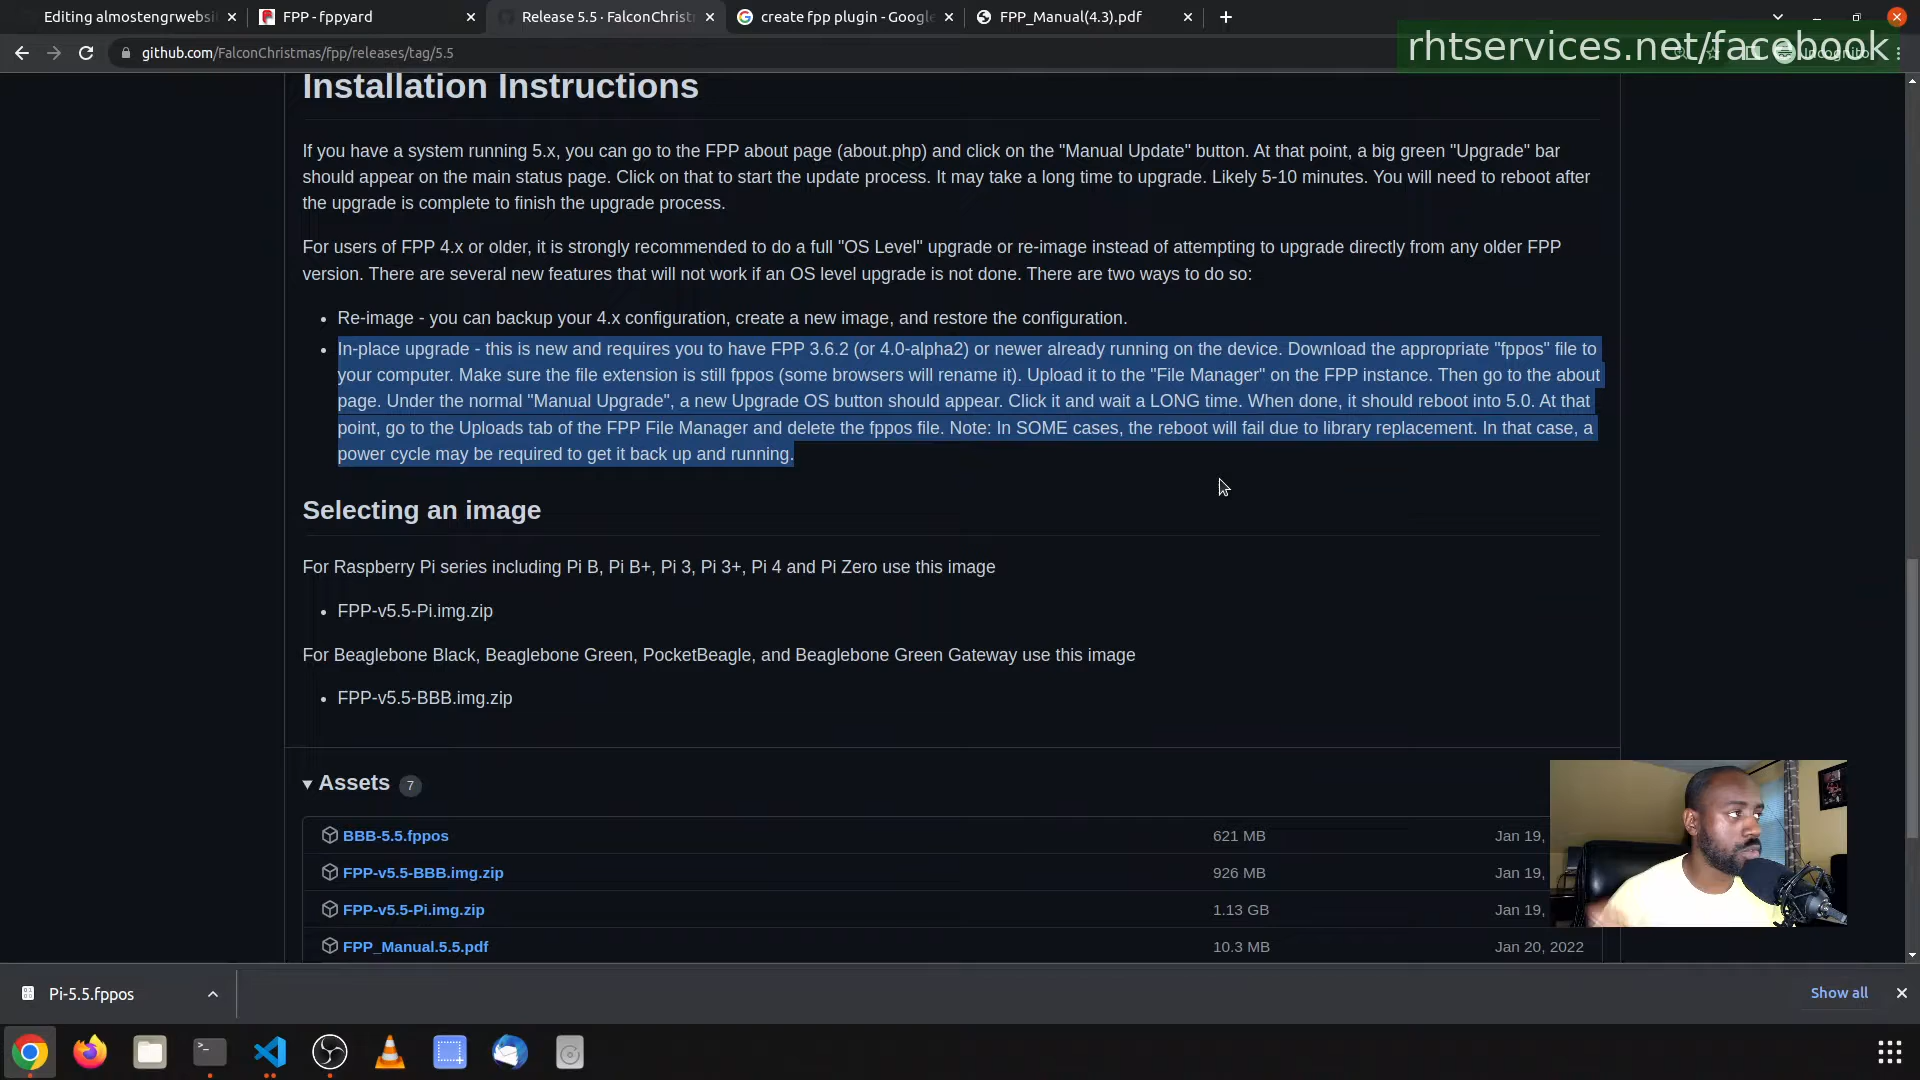 Editing almostengrwebsi
FPP - fppyard
Release 5.5 · FalconChrist
create fpp plugin - Google
FPP_Manual(4.3).pdf
github.com/FalconChristmas/fpp/releases/tag/5.5
Incognito
rhtservices.net/facebook
Installation Instructions
If you have a system running 5.x, you can go to the FPP about page (about.php) and click on the "Manual Update" button. At that point, a big green "Upgrade" bar
should appear on the main status page. Click on that to start the update process. It may take a long time to upgrade. Likely 5-10 minutes. You will need to reboot after
the upgrade is complete to finish the upgrade process.
For users of FPP 4.x or older, it is strongly recommended to do a full "OS Level" upgrade or re-image instead of attempting to upgrade directly from any older FPP
version. There are several new features that will not work if an OS level upgrade is not done. There are two ways to do so:
• Re-image - you can backup your 4.x configuration, create a new image, and restore the configuration.
• In-place upgrade - this is new and requires you to have FPP 3.6.2 (or 4.0-alpha2) or newer already running on the device. Download the appropriate "fppos" file to
your computer. Make sure the file extension is still fppos (some browsers will rename it). Upload it to the "File Manager" on the FPP instance. Then go to the about
page. Under the normal "Manual Upgrade", a new Upgrade OS button should appear. Click it and wait a LONG time. When done, it should reboot into 5.0. At that
point, go to the Uploads tab of the FPP File Manager and delete the fppos file. Note: In SOME cases, the reboot will fail due to library replacement. In that case, a
power cycle may be required to get it back up and running.
Selecting an image
For Raspberry Pi series including Pi B, Pi B+, Pi 3, Pi 3+, Pi 4 and Pi Zero use this image
• FPP-v5.5-Pi.img.zip
For Beaglebone Black, Beaglebone Green, PocketBeagle, and Beaglebone Green Gateway use this image
• FPP-v5.5-BBB.img.zip
Assets 7
BBB-5.5.fppos 621 MB Jan 19,
FPP-v5.5-BBB.img.zip 926 MB Jan 19,
FPP-v5.5-Pi.img.zip 1.13 GB Jan 19,
FPP_Manual.5.5.pdf 10.3 MB Jan 20, 2022
Pi-5.5.fppos
Show all